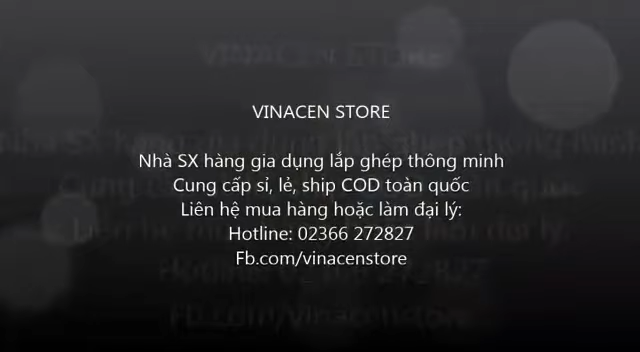 VINACEN STORE
Nhà SX hàng gia dụng lắp ghép thông minh
Cung cấp sỉ, lẻ, ship COD toàn quốc
Liên hệ mua hàng hoặc làm đại lý:
Hotline: 02366 272827
Fb.com/vinacenstore